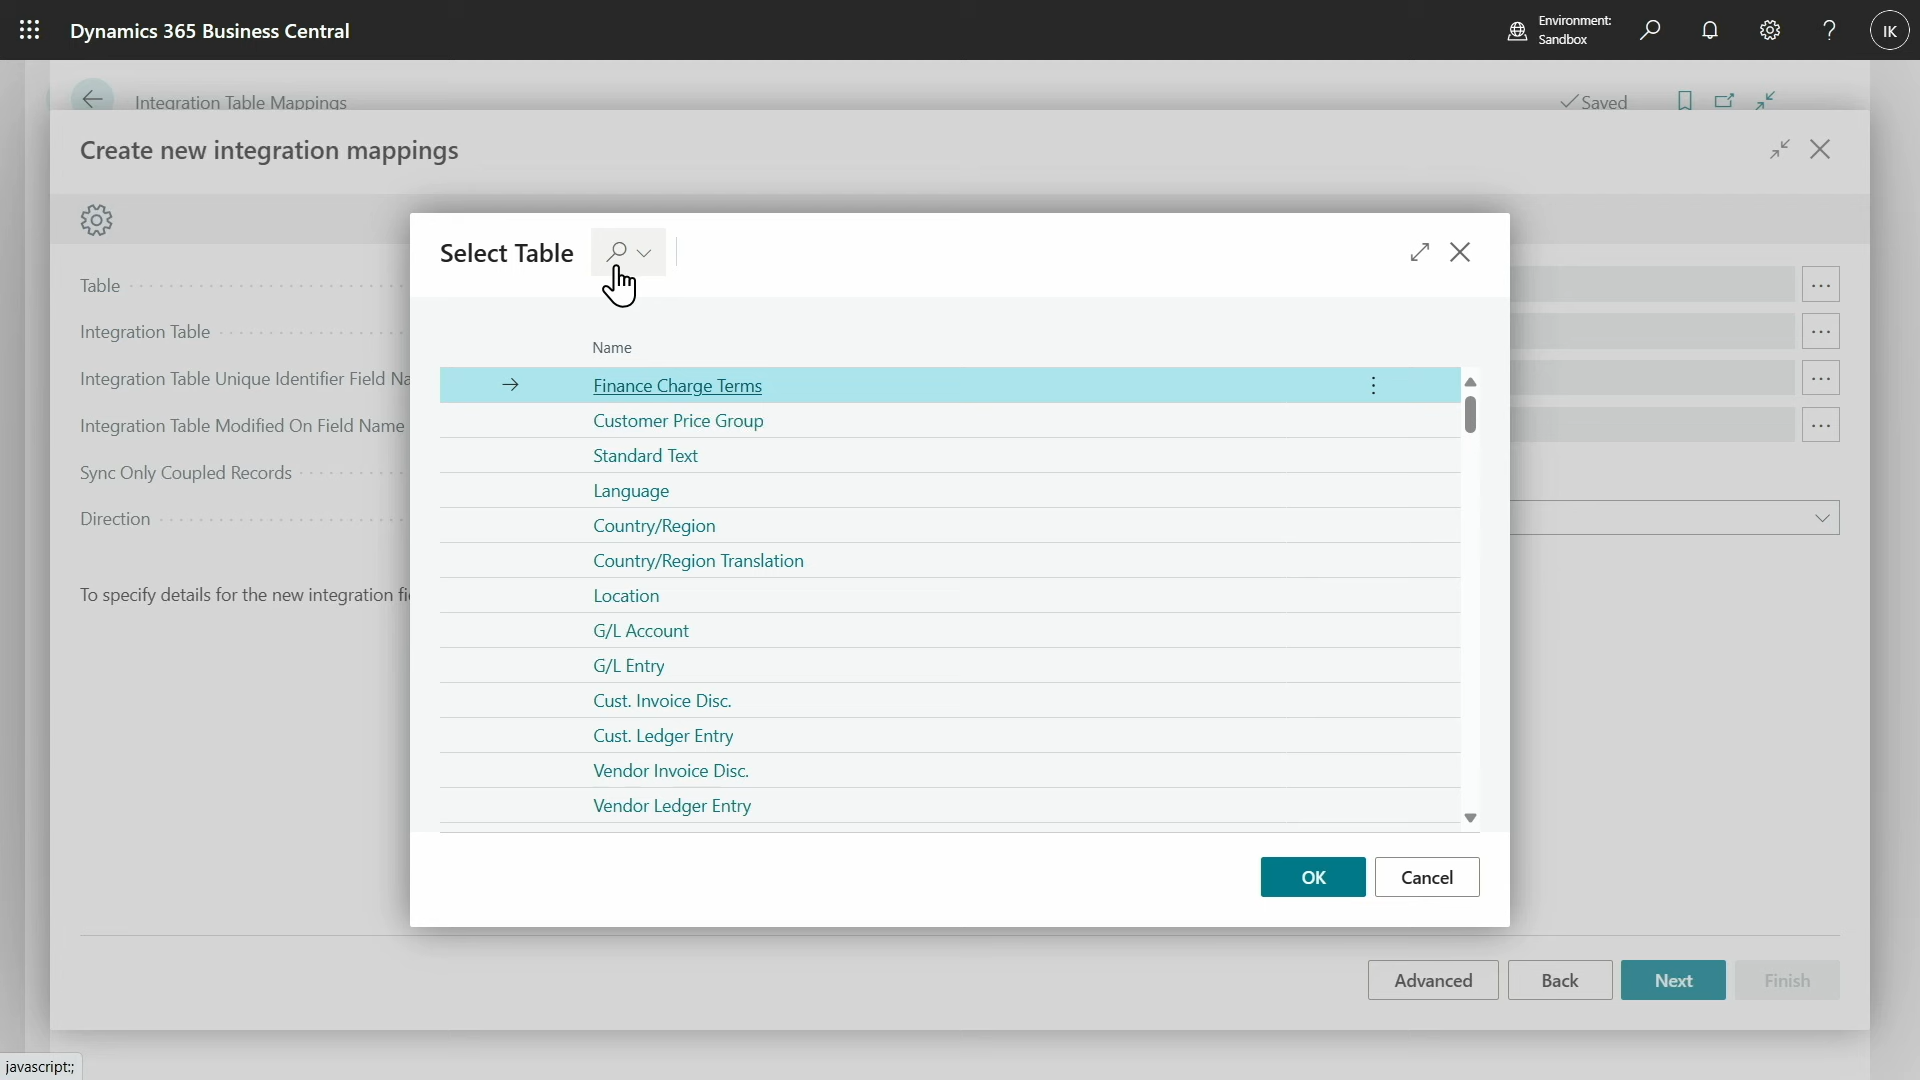 Dynamics 365 Business Central
Environment:
Sandbox
?
IK
Integration Table Mappings
Saved
Create new integration mappings
Select Table
Table
Integration Table
Integration Table Unique Identifier Field Na
Integration Table Modified On Field Name
Sync Only Coupled Records
Direction
To specify details for the new integration fi
Name
Finance Charge Terms
Customer Price Group
Standard Text
Language
Country/Region
Country/Region Translation
Location
G/L Account
G/L Entry
Cust. Invoice Disc.
Cust. Ledger Entry
Vendor Invoice Disc.
Vendor Ledger Entry
OK
Cancel
Advanced
Back
Next
Finish
javascript:;